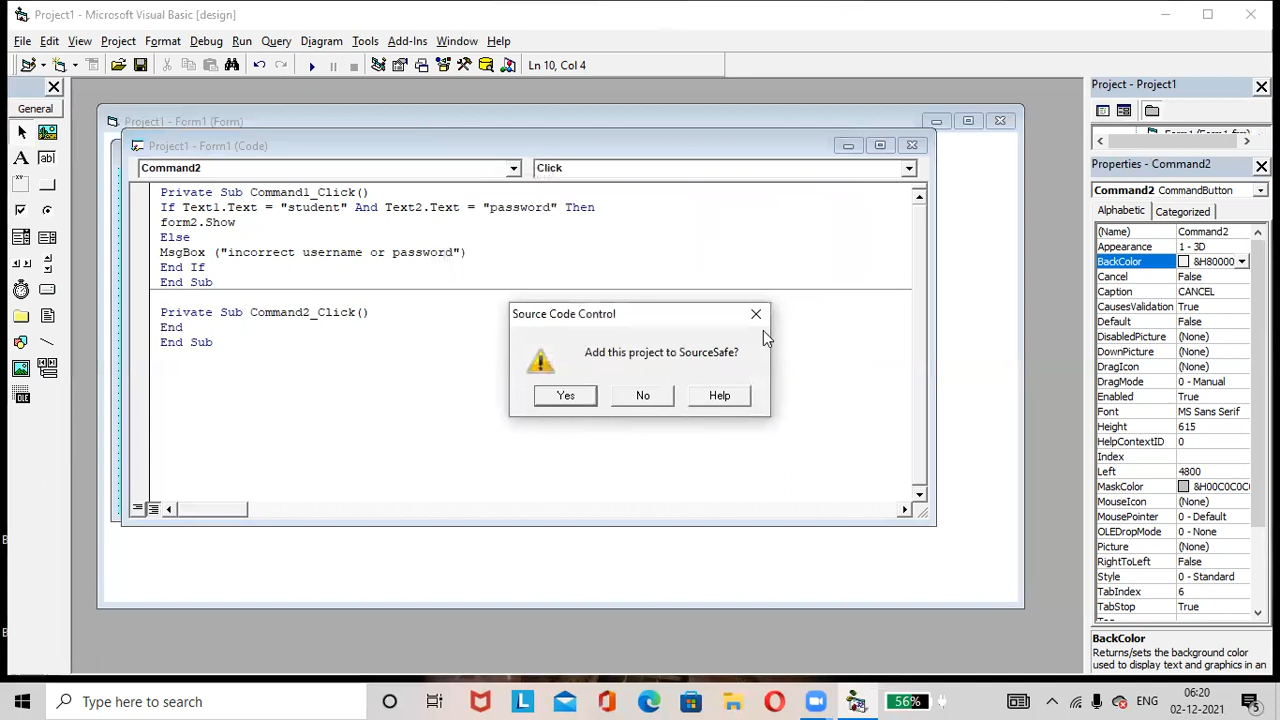 Project1 - Microsoft Visual Basic [design]
File Edit View Project Format Debug Run Query Diagram Tools Add-Ins Window Help
Ln 10, Col 4
General
Project1 - Form1 (Form)
Project1 - Form1 (Code)
Command2
Click
Private Sub Command1_Click()
If Text1.Text = "student" And Text2.Text = "password" Then
form2.Show
Else
MsgBox ("incorrect username or password")
End If
End Sub
Private Sub Command2_Click()
End
End Sub
Source Code Control
Add this project to SourceSafe?
Yes No Help
Project - Project1
Form1 (Form1.frm)
Properties - Command2
Command2 CommandButton
Alphabetic Categorized
(Name) Command2
Appearance 1 - 3D
BackColor &H80000
Cancel False
Caption CANCEL
CausesValidation True
Default False
DisabledPicture (None)
DownPicture (None)
DragIcon (None)
DragMode 0 - Manual
Enabled True
Font MS Sans Serif
Height 615
HelpContextID 0
Index
Left 4800
MaskColor &H00C0C0C0
MouseIcon (None)
MousePointer 0 - Default
OLEDropMode 0 - None
Picture (None)
RightToLeft False
Style 0 - Standard
TabIndex 6
TabStop True
BackColor
Returns/sets the background color
used to display text and graphics in an
Type here to search
56%
ENG
06:20
02-12-2021
5